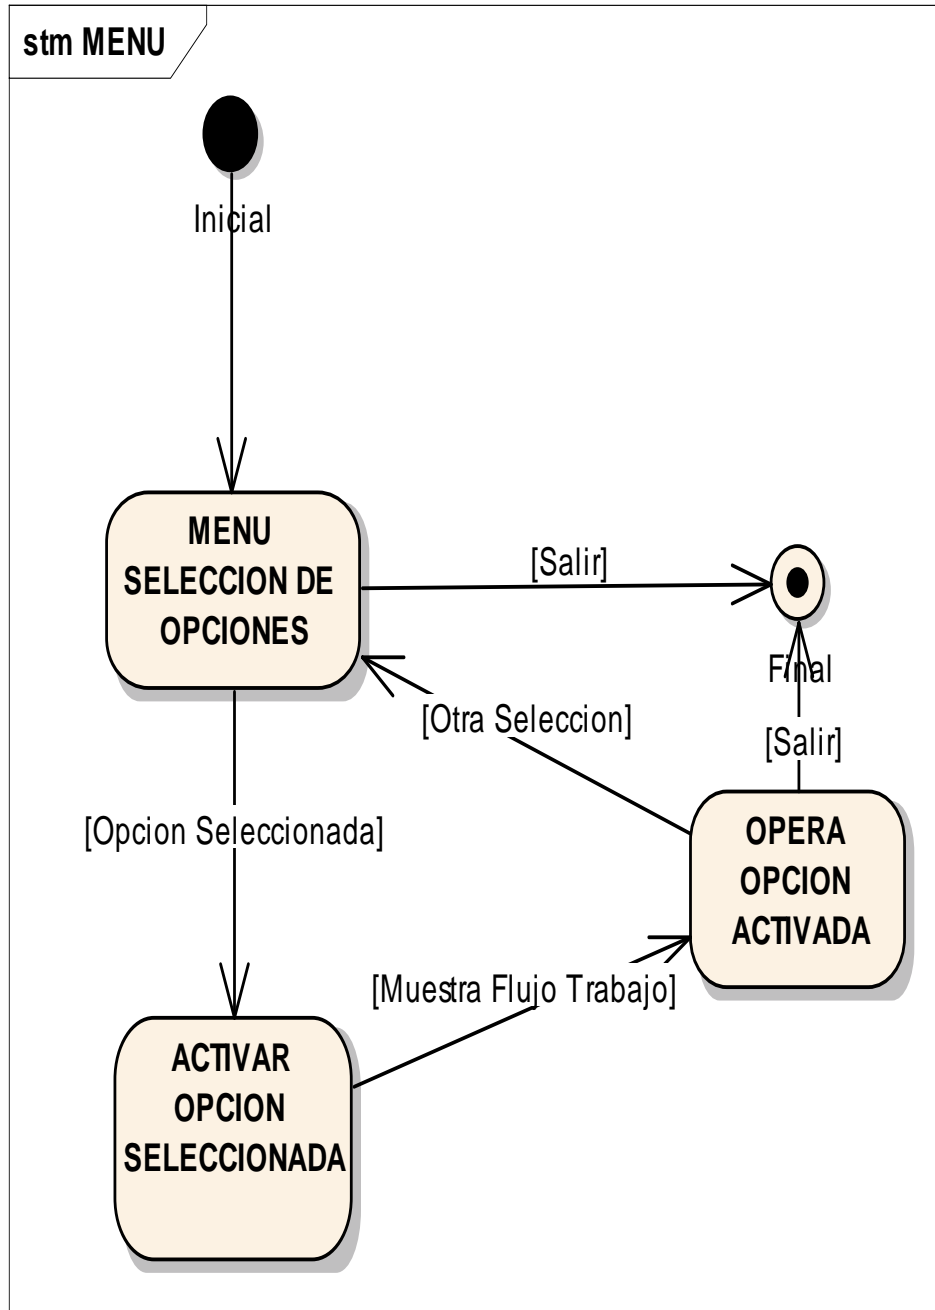 stm MENU
Inicial
MENU
SELECCION DE
OPCIONES
[Salir]
Final
[Otra Seleccion]
[Salir]
[Opcion Seleccionada]
OPERA
OPCION
ACTIVADA
[Muestra Flujo Trabajo]
ACTIVAR
OPCION
SELECCIONADA